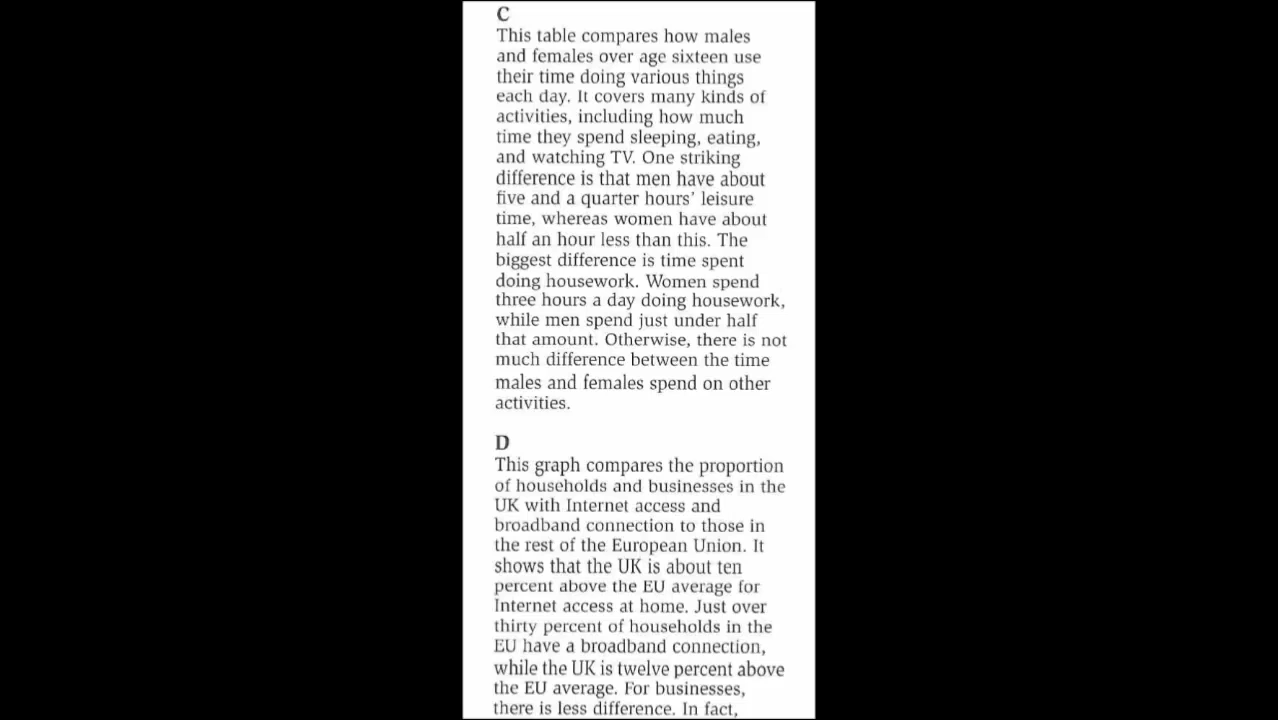 C
This table compares how males
and females over age sixteen use
their time doing various things
each day. It covers many kinds of
activities, including how much
time they spend sleeping, eating,
and watching TV. One striking
difference is that men have about
five and a quarter hours' leisure
time, whereas women have about
half an hour less than this. The
biggest difference is time spent
doing housework. Women spend
three hours a day doing housework,
while men spend just under half
that amount. Otherwise, there is not
much difference between the time
males and females spend on other
activities.
D
This graph compares the proportion
of households and businesses in the
UK with Internet access and
broadband connection to those in
the rest of the European Union. It
shows that the UK is about ten
percent above the EU average for
Internet access at home. Just over
thirty percent of households in the
EU have a broadband connection,
while the UK is twelve percent above
the EU average. For businesses,
there is less difference. In fact,